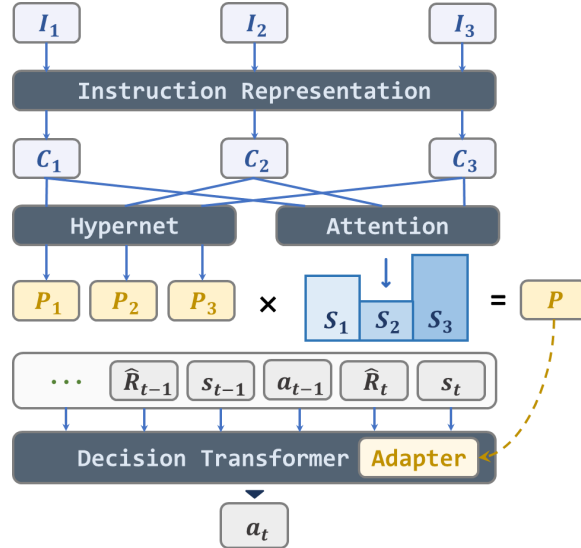 I₁ I₂ I₃
Instruction Representation
C₁ C₂ C₃
Hypernet Attention
P₁ P₂ P₃ × S₁ S₂ S₃ = P
··· R̂ₜ₋₁ sₜ₋₁ aₜ₋₁ R̂ₜ sₜ
Decision Transformer Adapter
aₜ